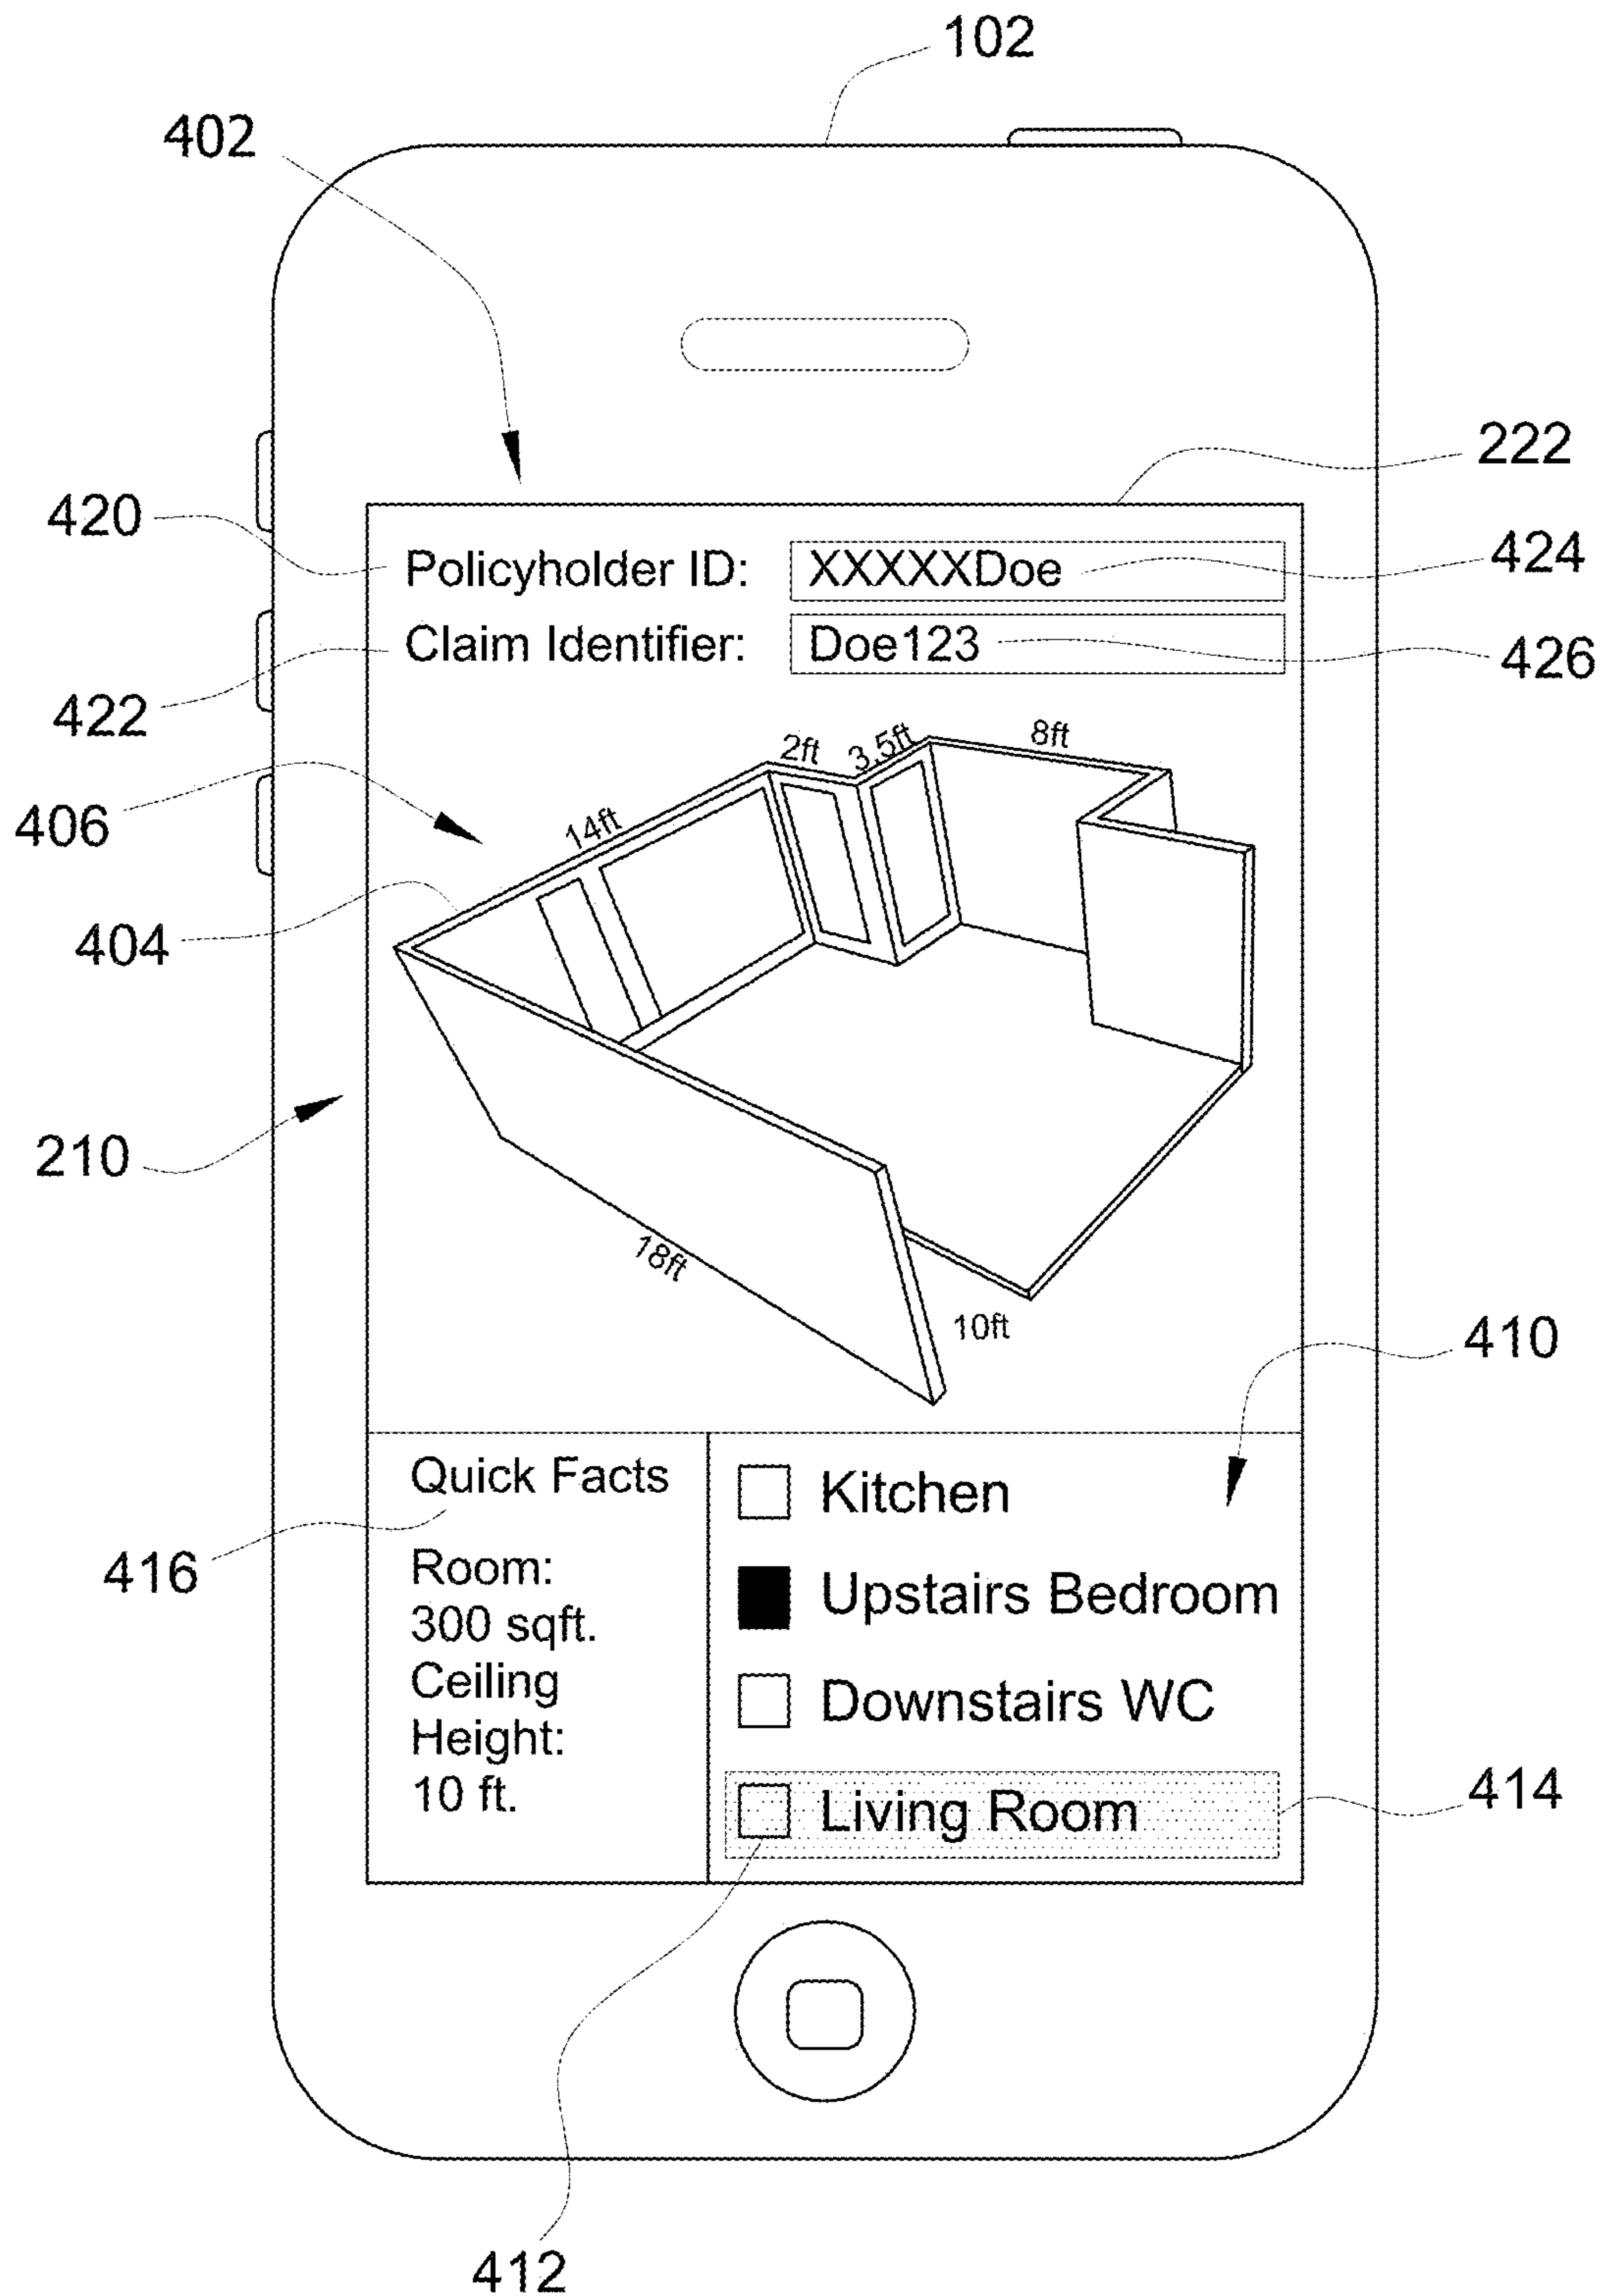 102
402
222
420
Policyholder ID: XXXXXDoe
424
Claim Identifier: Doe123
426
422
2ft
3.5ft
8ft
406
14ft
404
210
18ft
10ft
410
Quick Facts
416
Room:
300 sqft.
Ceiling
Height:
10 ft.
Kitchen
Upstairs Bedroom
Downstairs WC
Living Room
414
412